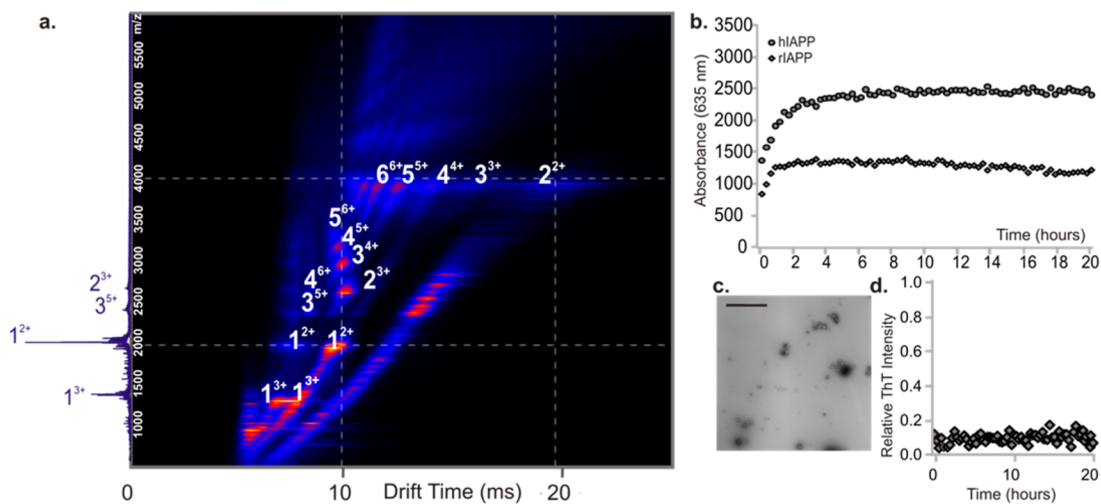 a.
m/z
5500
5000
4500
4000
3500
3000
2500
2000
1500
1000
2³⁺
3⁵⁺
1²⁺
1³⁺
6⁶⁺ 5⁵⁺ 4⁴⁺ 3³⁺ 2²⁺
5⁶⁺
4⁵⁺
3⁴⁺
4⁶⁺ 2³⁺
3⁵⁺
1²⁺ 1²⁺
1³⁺ 1³⁺
0 10 20
Drift Time (ms)
b.
Absorbance (635 nm)
3500
3000
2500
2000
1500
1000
500
0
hIAPP
rIAPP
Time (hours)
0 2 4 6 8 10 12 14 16 18 20
c.
d.
Relative ThT Intensity
1.0
0.8
0.6
0.4
0.2
0.0
0 10 20
Time (hours)